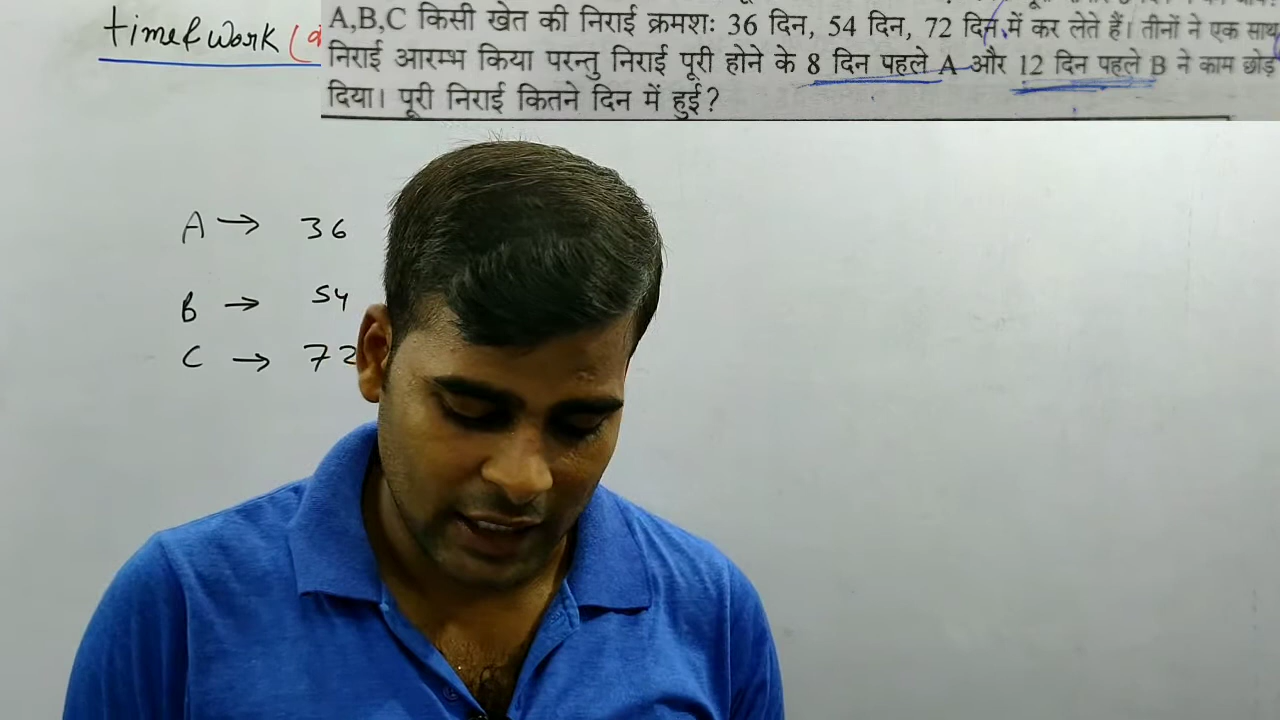 time & work (
A,B,C किसी खेत की निराई क्रमशः 36 दिन, 54 दिन, 72 दिन में कर लेते हैं। तीनों ने एक साथ
निराई आरम्भ किया परन्तु निराई पूरी होने के 8 दिन पहले A और 12 दिन पहले B ने काम छोड़
दिया। पूरी निराई कितने दिन में हुई?
A → 36
B → 54
C → 72